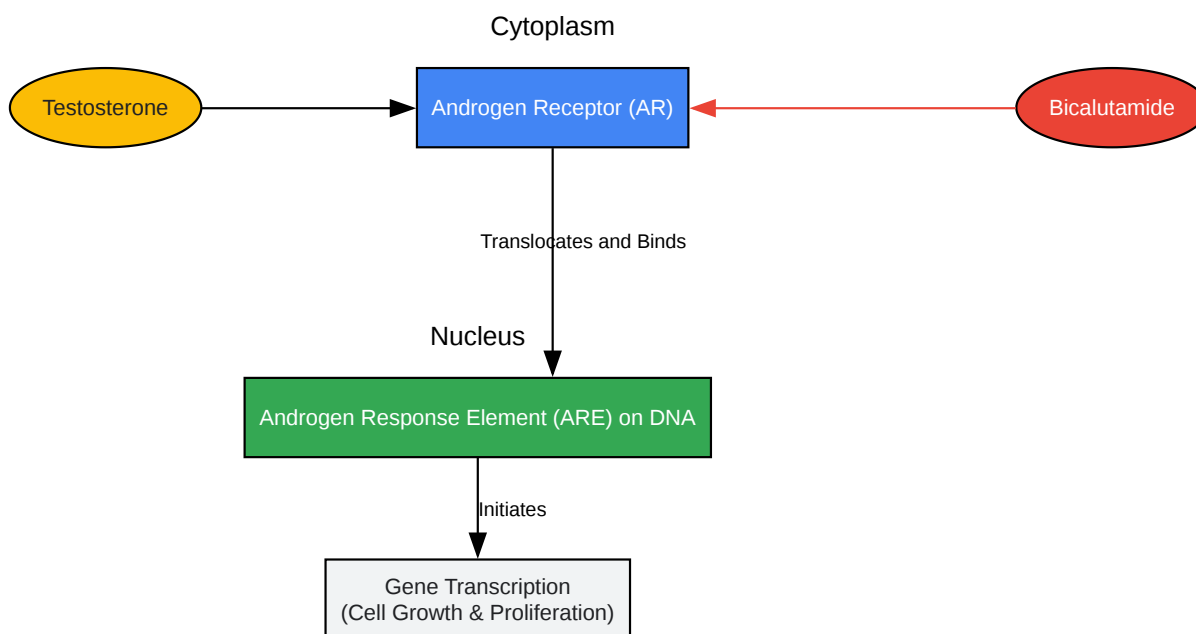 Cytoplasm
Testosterone
Androgen Receptor (AR)
Bicalutamide
Translocates and Binds
Nucleus
Androgen Response Element (ARE) on DNA
Initiates
Gene Transcription
(Cell Growth & Proliferation)